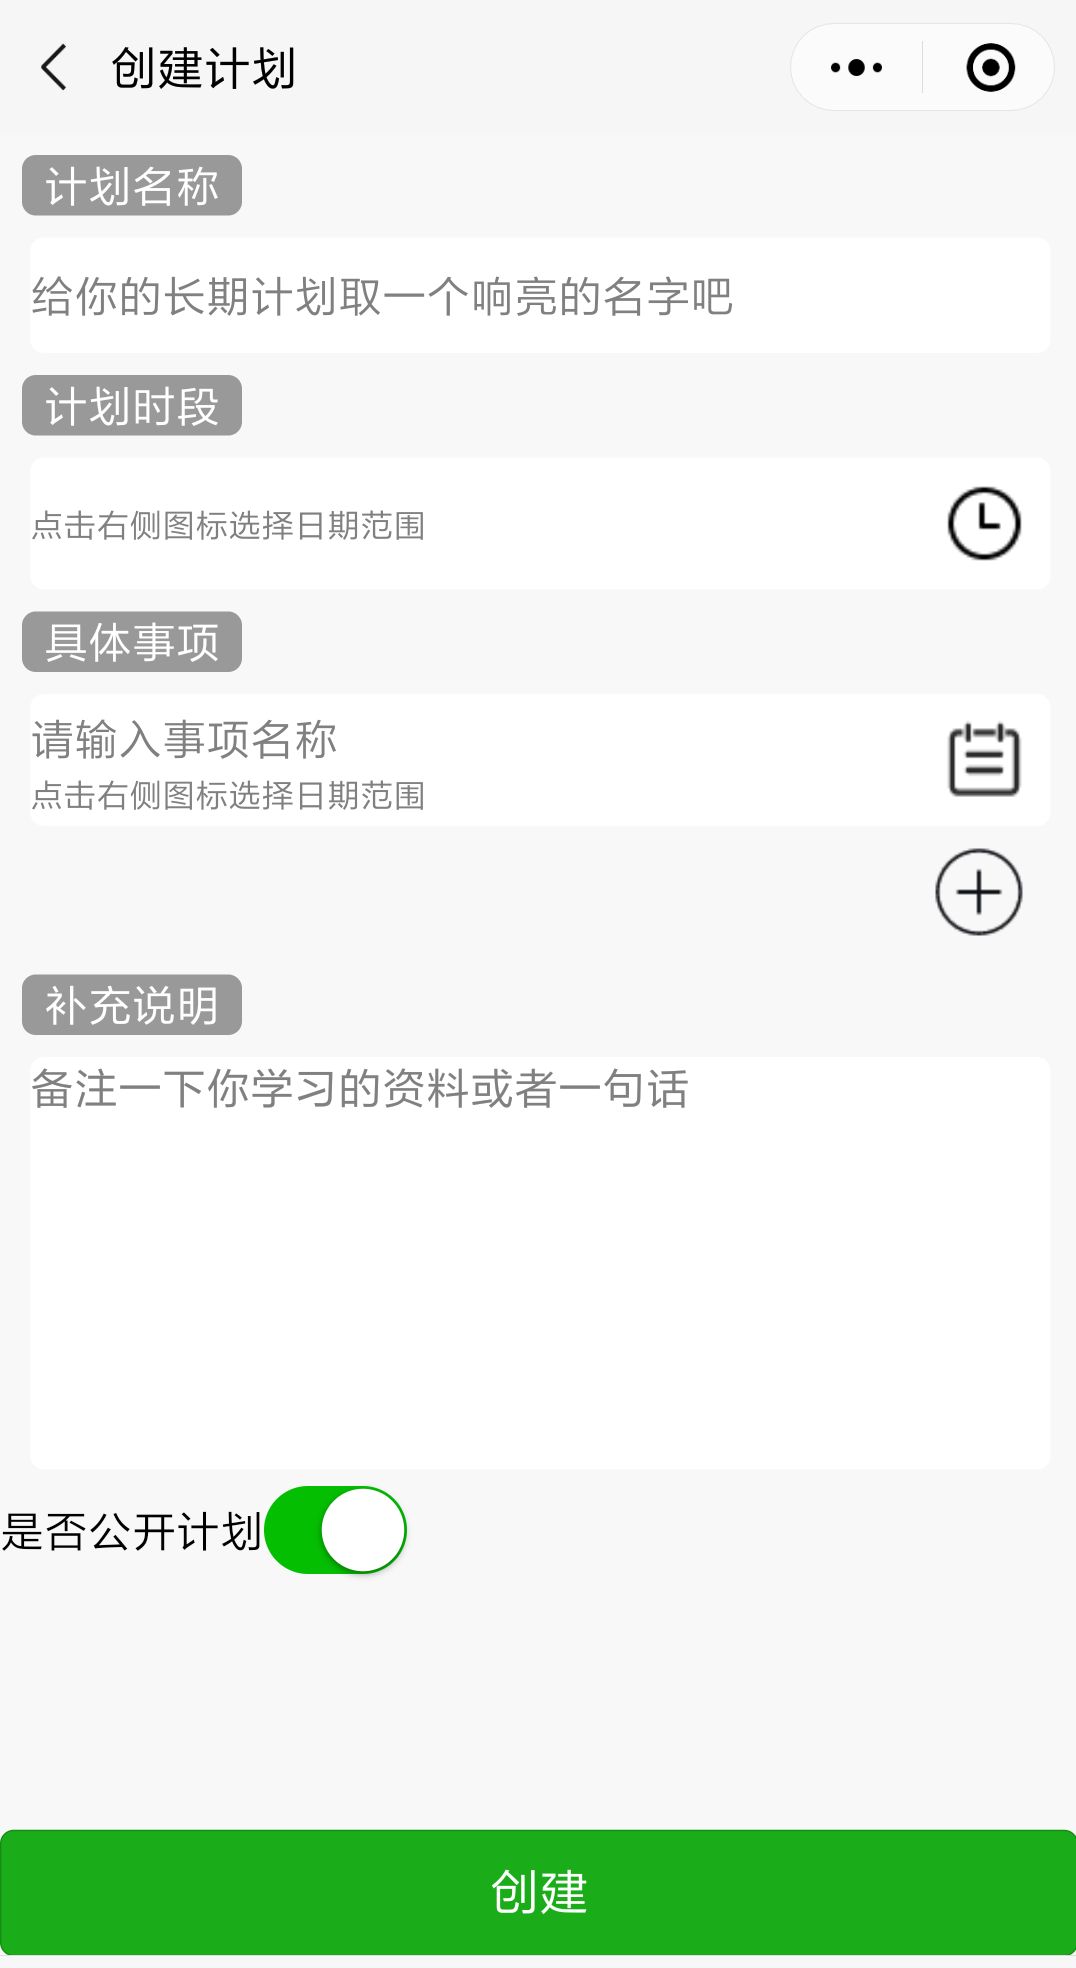 创建计划
计划名称
给你的长期计划取一个响亮的名字吧
计划时段
点击右侧图标选择日期范围
具体事项
请输入事项名称
点击右侧图标选择日期范围
补充说明
备注一下你学习的资料或者一句话
是否公开计划
创建